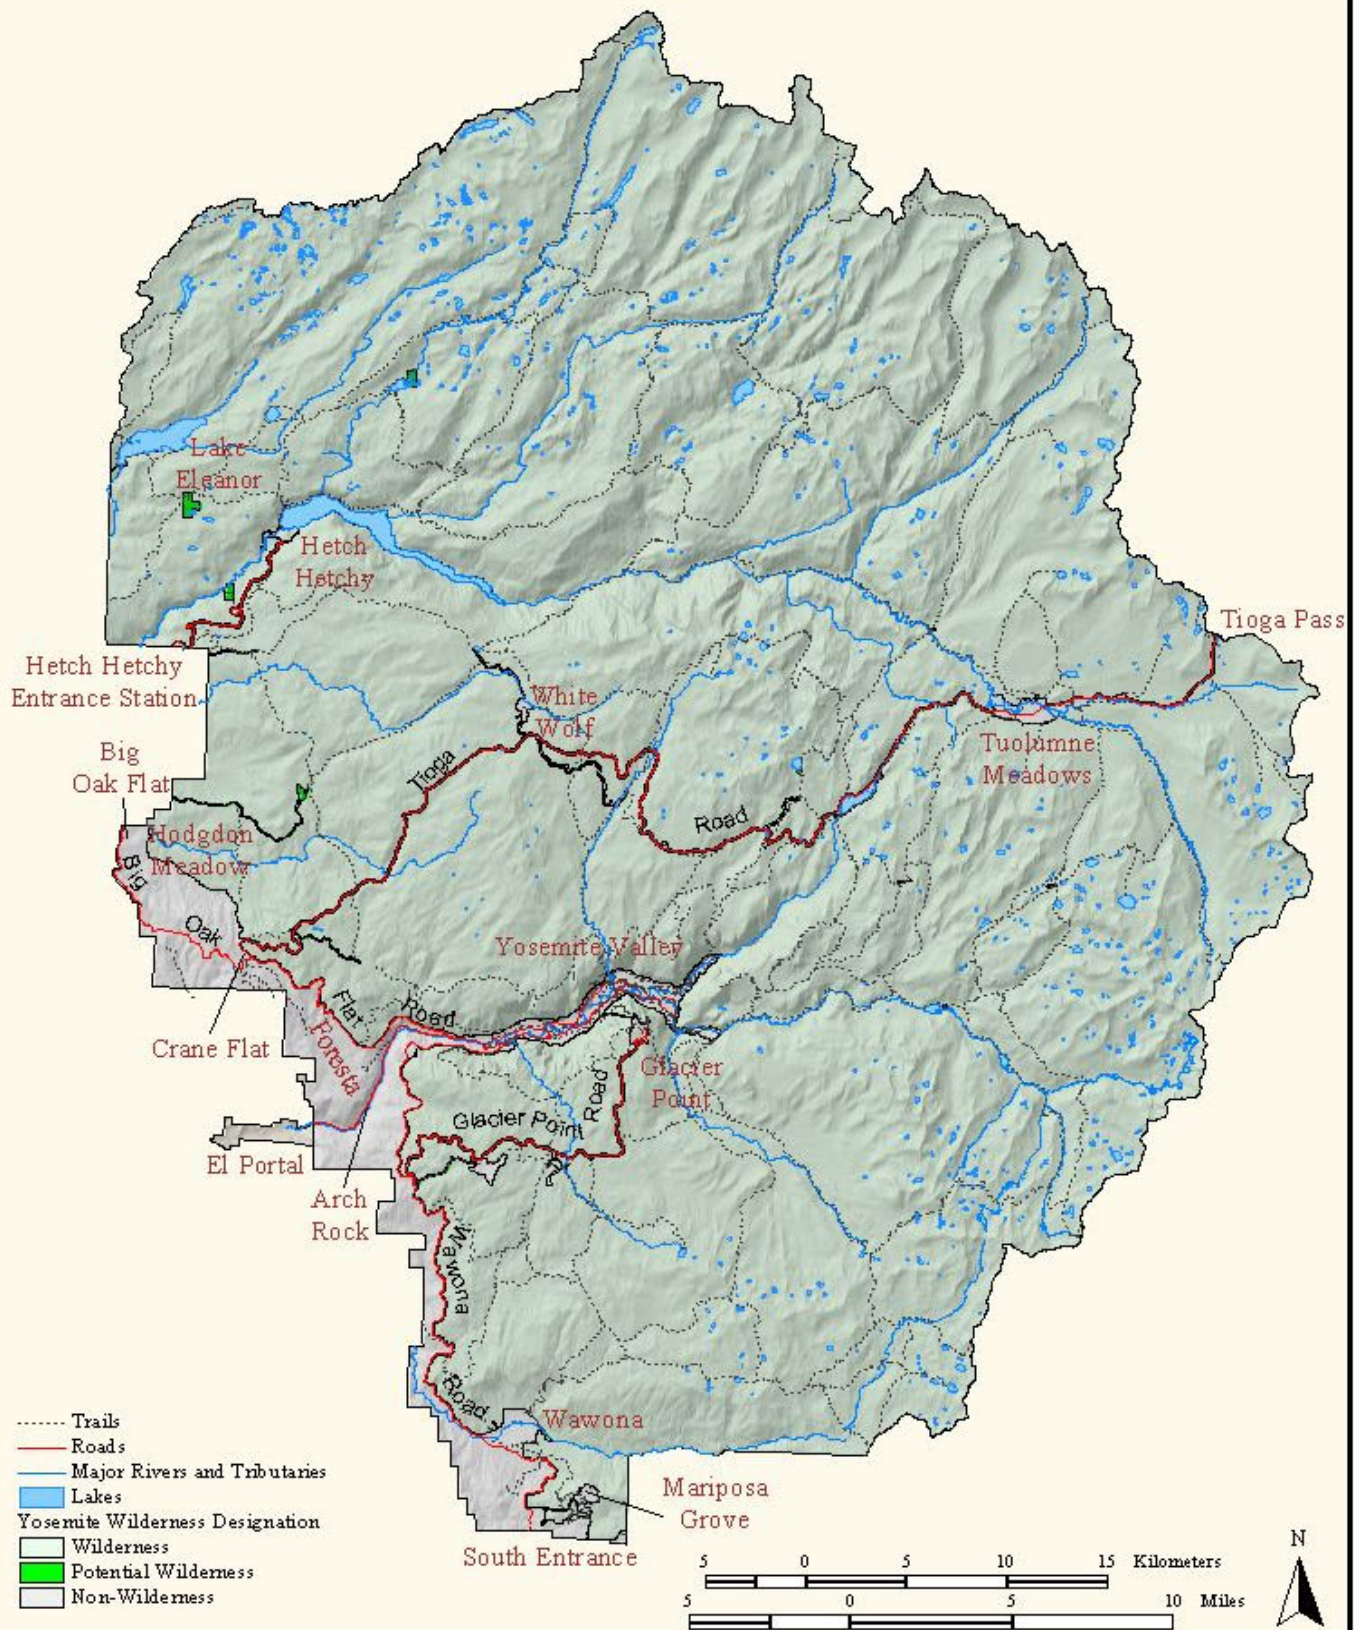 Lake
Eleanor
Hetch
Hetchy
Tioga Pass
Hetch Hetchy
Entrance Station
White
Wolf
Tuolumne
Meadows
Big
Oak Flat
Tioga
Road
Hodgdon
Meadow
Big
Oak
Flat
Road
Yosemite Valley
Crane Flat
Foresta
Glacier
Point
Road
Glacier Point
El Portal
Arch
Rock
Wawona
Road
Wawona
Mariposa
Grove
South Entrance
Trails
Roads
Major Rivers and Tributaries
Lakes
Yosemite Wilderness Designation
Wilderness
Potential Wilderness
Non-Wilderness
5 0 5 10 15 Kilometers
5 0 5 10 Miles
N